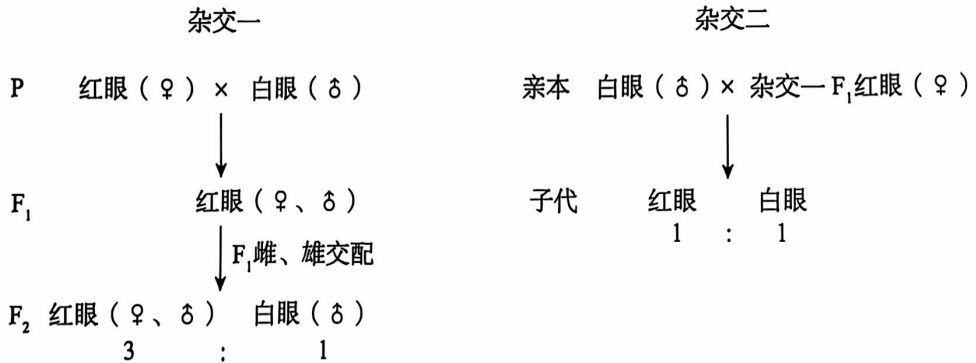 杂交一
P 红眼(♀)× 白眼(♂)
F₁ 红眼(♀、♂)
F₁雌、雄交配
F₂ 红眼(♀、♂) 白眼(♂)
3 : 1
杂交二
亲本 白眼(♂)× 杂交一F₁红眼(♀)
子代 红眼 白眼
1 : 1